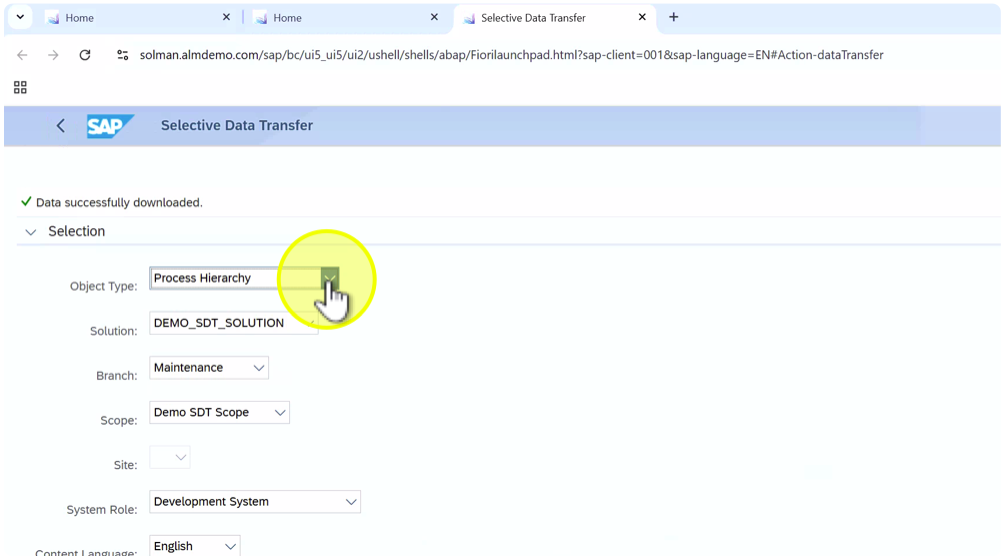 Home
Home
Selective Data Transfer
solman.almdemo.com/sap/bc/ui5_ui5/ui2/ushell/shells/abap/Fiorilaunchpad.html?sap-client=001&sap-language=EN#Action-dataTransfer
SAP Selective Data Transfer
Data successfully downloaded.
Selection
Object Type: Process Hierarchy
Solution: DEMO_SDT_SOLUTION
Branch: Maintenance
Scope: Demo SDT Scope
Site:
System Role: Development System
Content Language: English